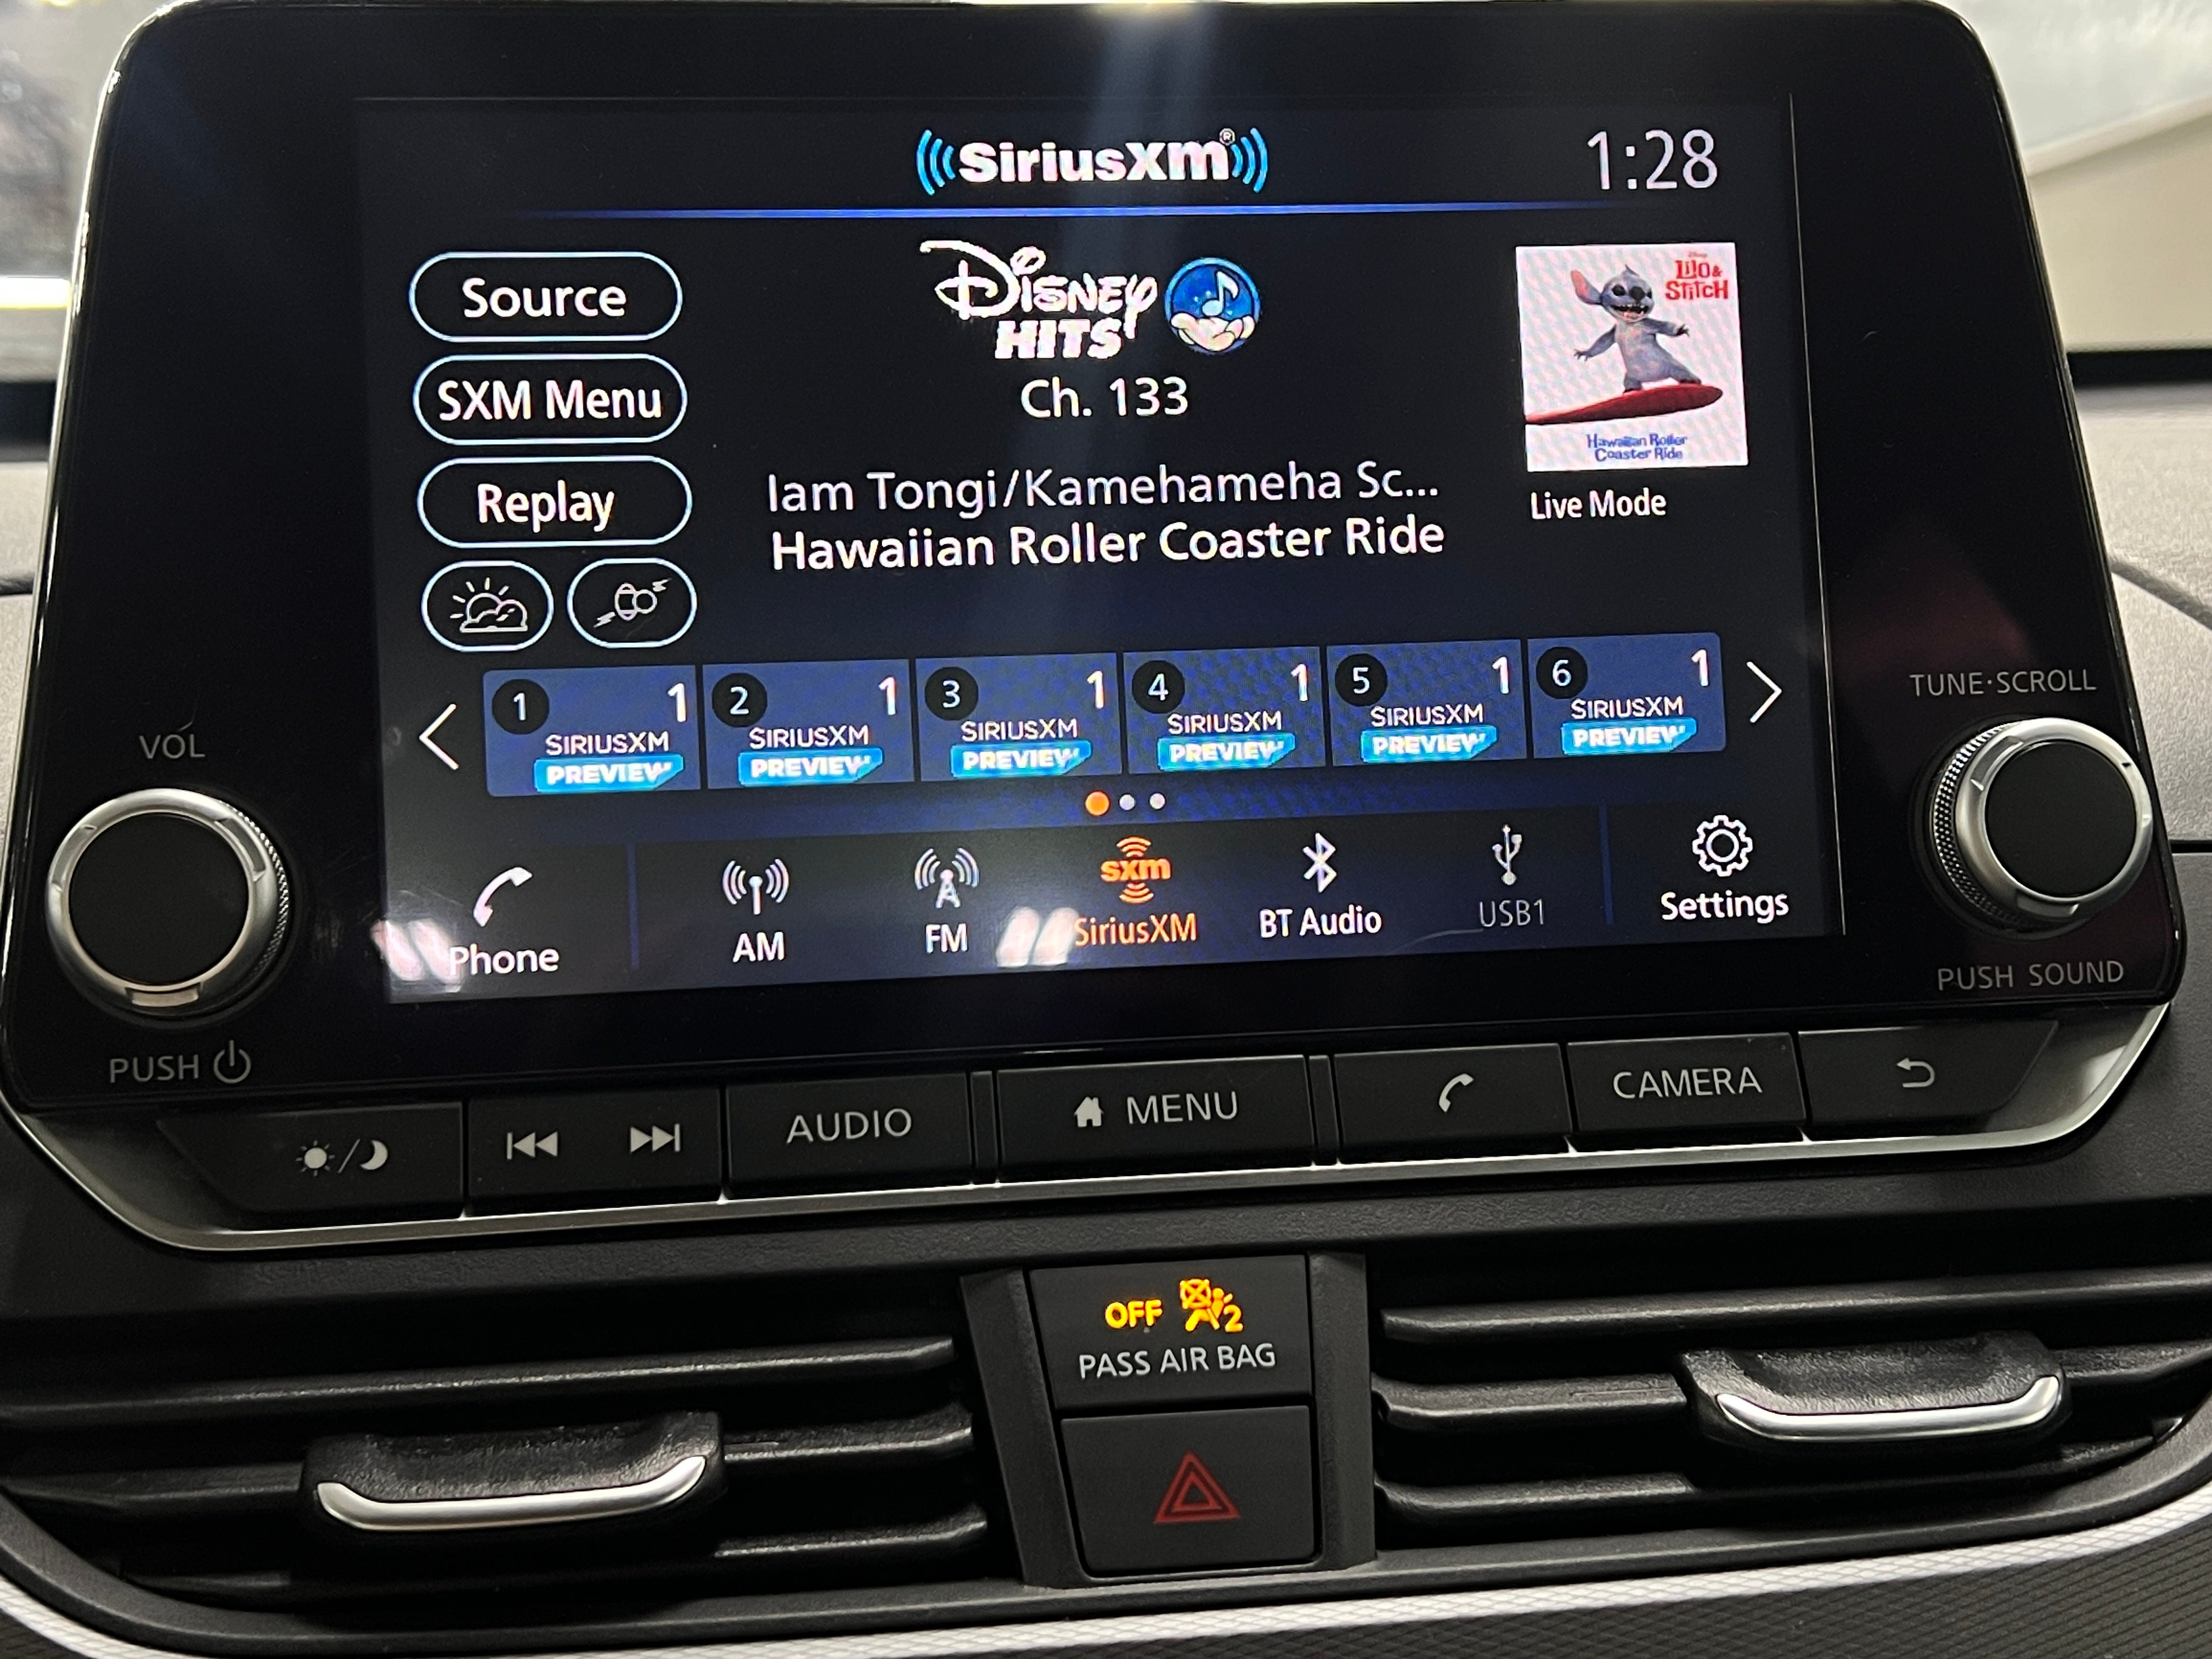 SiriusXM®
1:28
Source
SXM Menu
Replay
Disney
HITS
Ch. 133
Iam Tongi/Kamehameha Sc...
Hawaiian Roller Coaster Ride
Disney
Lilo &
Stitch
Hawaiian Roller
Coaster Ride
Live Mode
1 1
SIRIUSXM
PREVIEW
2 1
SIRIUSXM
PREVIEW
3 1
SIRIUSXM
PREVIEW
4 1
SIRIUSXM
PREVIEW
5 1
SIRIUSXM
PREVIEW
6 1
SIRIUSXM
PREVIEW
Phone
AM
FM
sxm
SiriusXM
BT Audio
USB1
Settings
VOL
PUSH
TUNE·SCROLL
PUSH SOUND
AUDIO
MENU
CAMERA
OFF 2
PASS AIR BAG